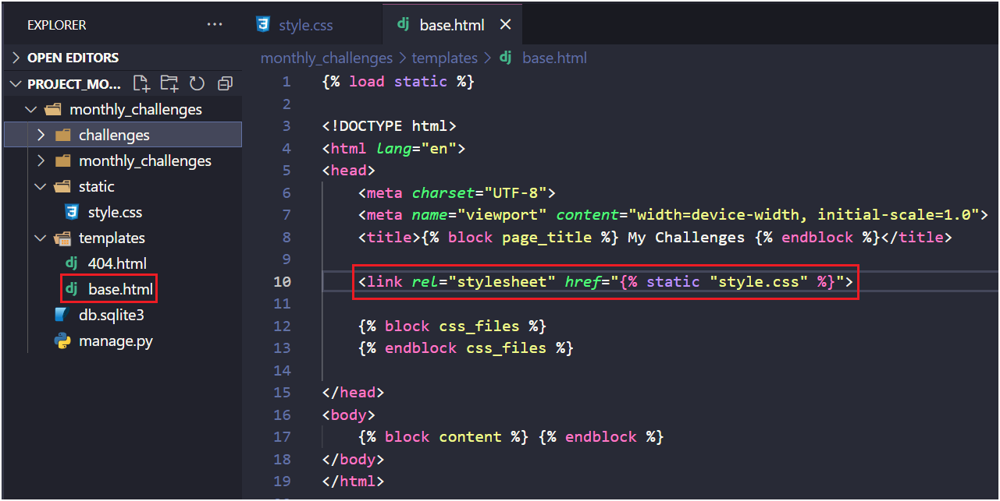 EXPLORER ...
OPEN EDITORS
PROJECT_MO...
monthly_challenges
challenges
monthly_challenges
static
style.css
templates
404.html
base.html
db.sqlite3
manage.py
style.css
base.html
monthly_challenges > templates > base.html
1 {% load static %}
2
3 <!DOCTYPE html>
4 <html lang="en">
5 <head>
6 <meta charset="UTF-8">
7 <meta name="viewport" content="width=device-width, initial-scale=1.0">
8 <title>{% block page_title %} My Challenges {% endblock %}</title>
9
10 <link rel="stylesheet" href="{% static "style.css" %}">
11
12 {% block css_files %}
13 {% endblock css_files %}
14
15 </head>
16 <body>
17 {% block content %} {% endblock %}
18 </body>
19 </html>